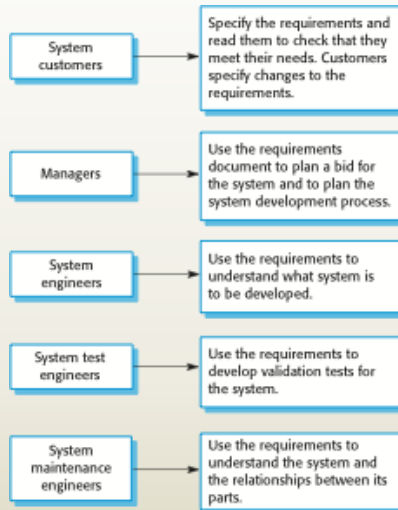 System
customers
Specify the requirements and
read them to check that they
meet their needs. Customers
specify changes to the
requirements.
Managers
Use the requirements
document to plan a bid for
the system and to plan the
system development process.
System
engineers
Use the requirements to
understand what system is
to be developed.
System test
engineers
Use the requirements to
develop validation tests for
the system.
System
maintenance
engineers
Use the requirements to
understand the system and
the relationships between its
parts.